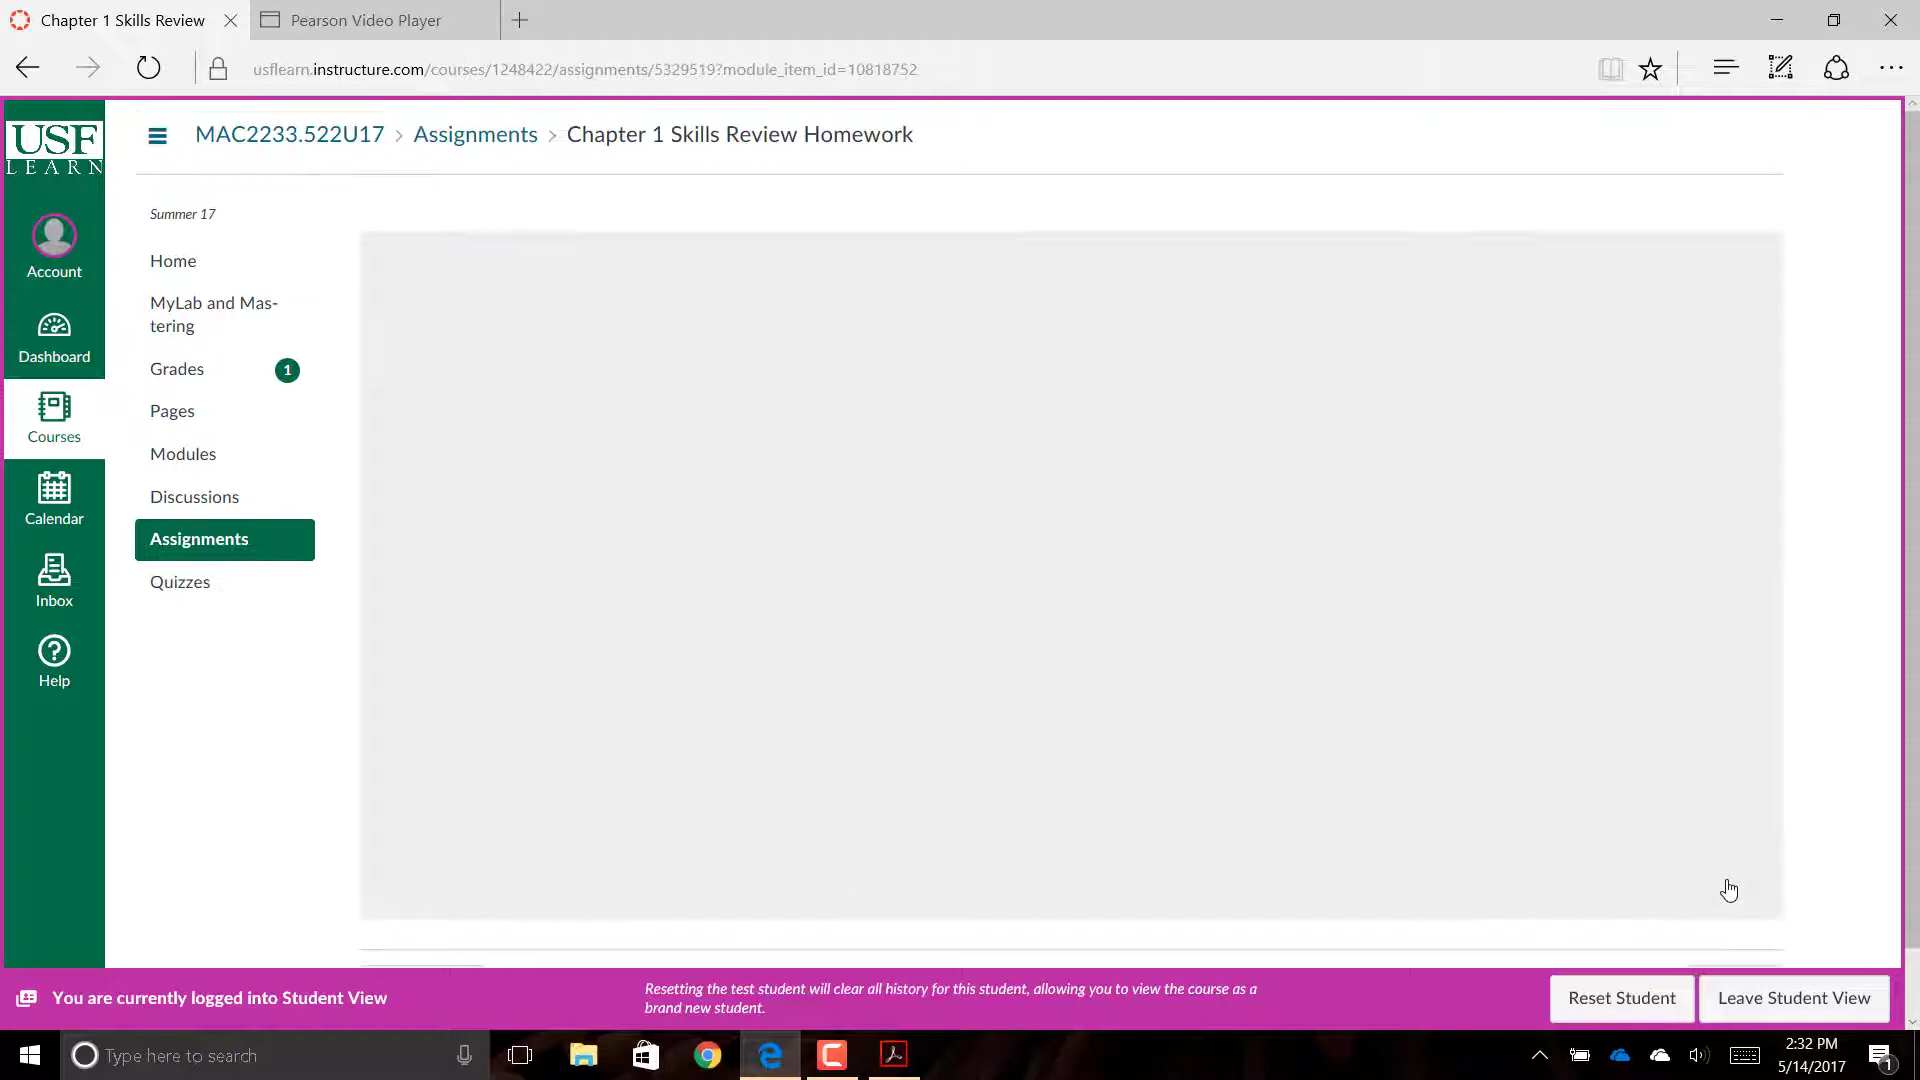 Chapter 1 Skills Review
Pearson Video Player
usflearn.instructure.com/courses/1248422/assignments/5329519?module_item_id=10818752
USF
LEARN
Account
Dashboard
Courses
Calendar
Inbox
Help
MAC2233.522U17 > Assignments > Chapter 1 Skills Review Homework
Summer 17
Home
MyLab and Mas-
tering
Grades 1
Pages
Modules
Discussions
Assignments
Quizzes
You are currently logged into Student View
Resetting the test student will clear all history for this student, allowing you to view the course as a
brand new student.
Reset Student
Leave Student View
Type here to search
2:32 PM
5/14/2017
1